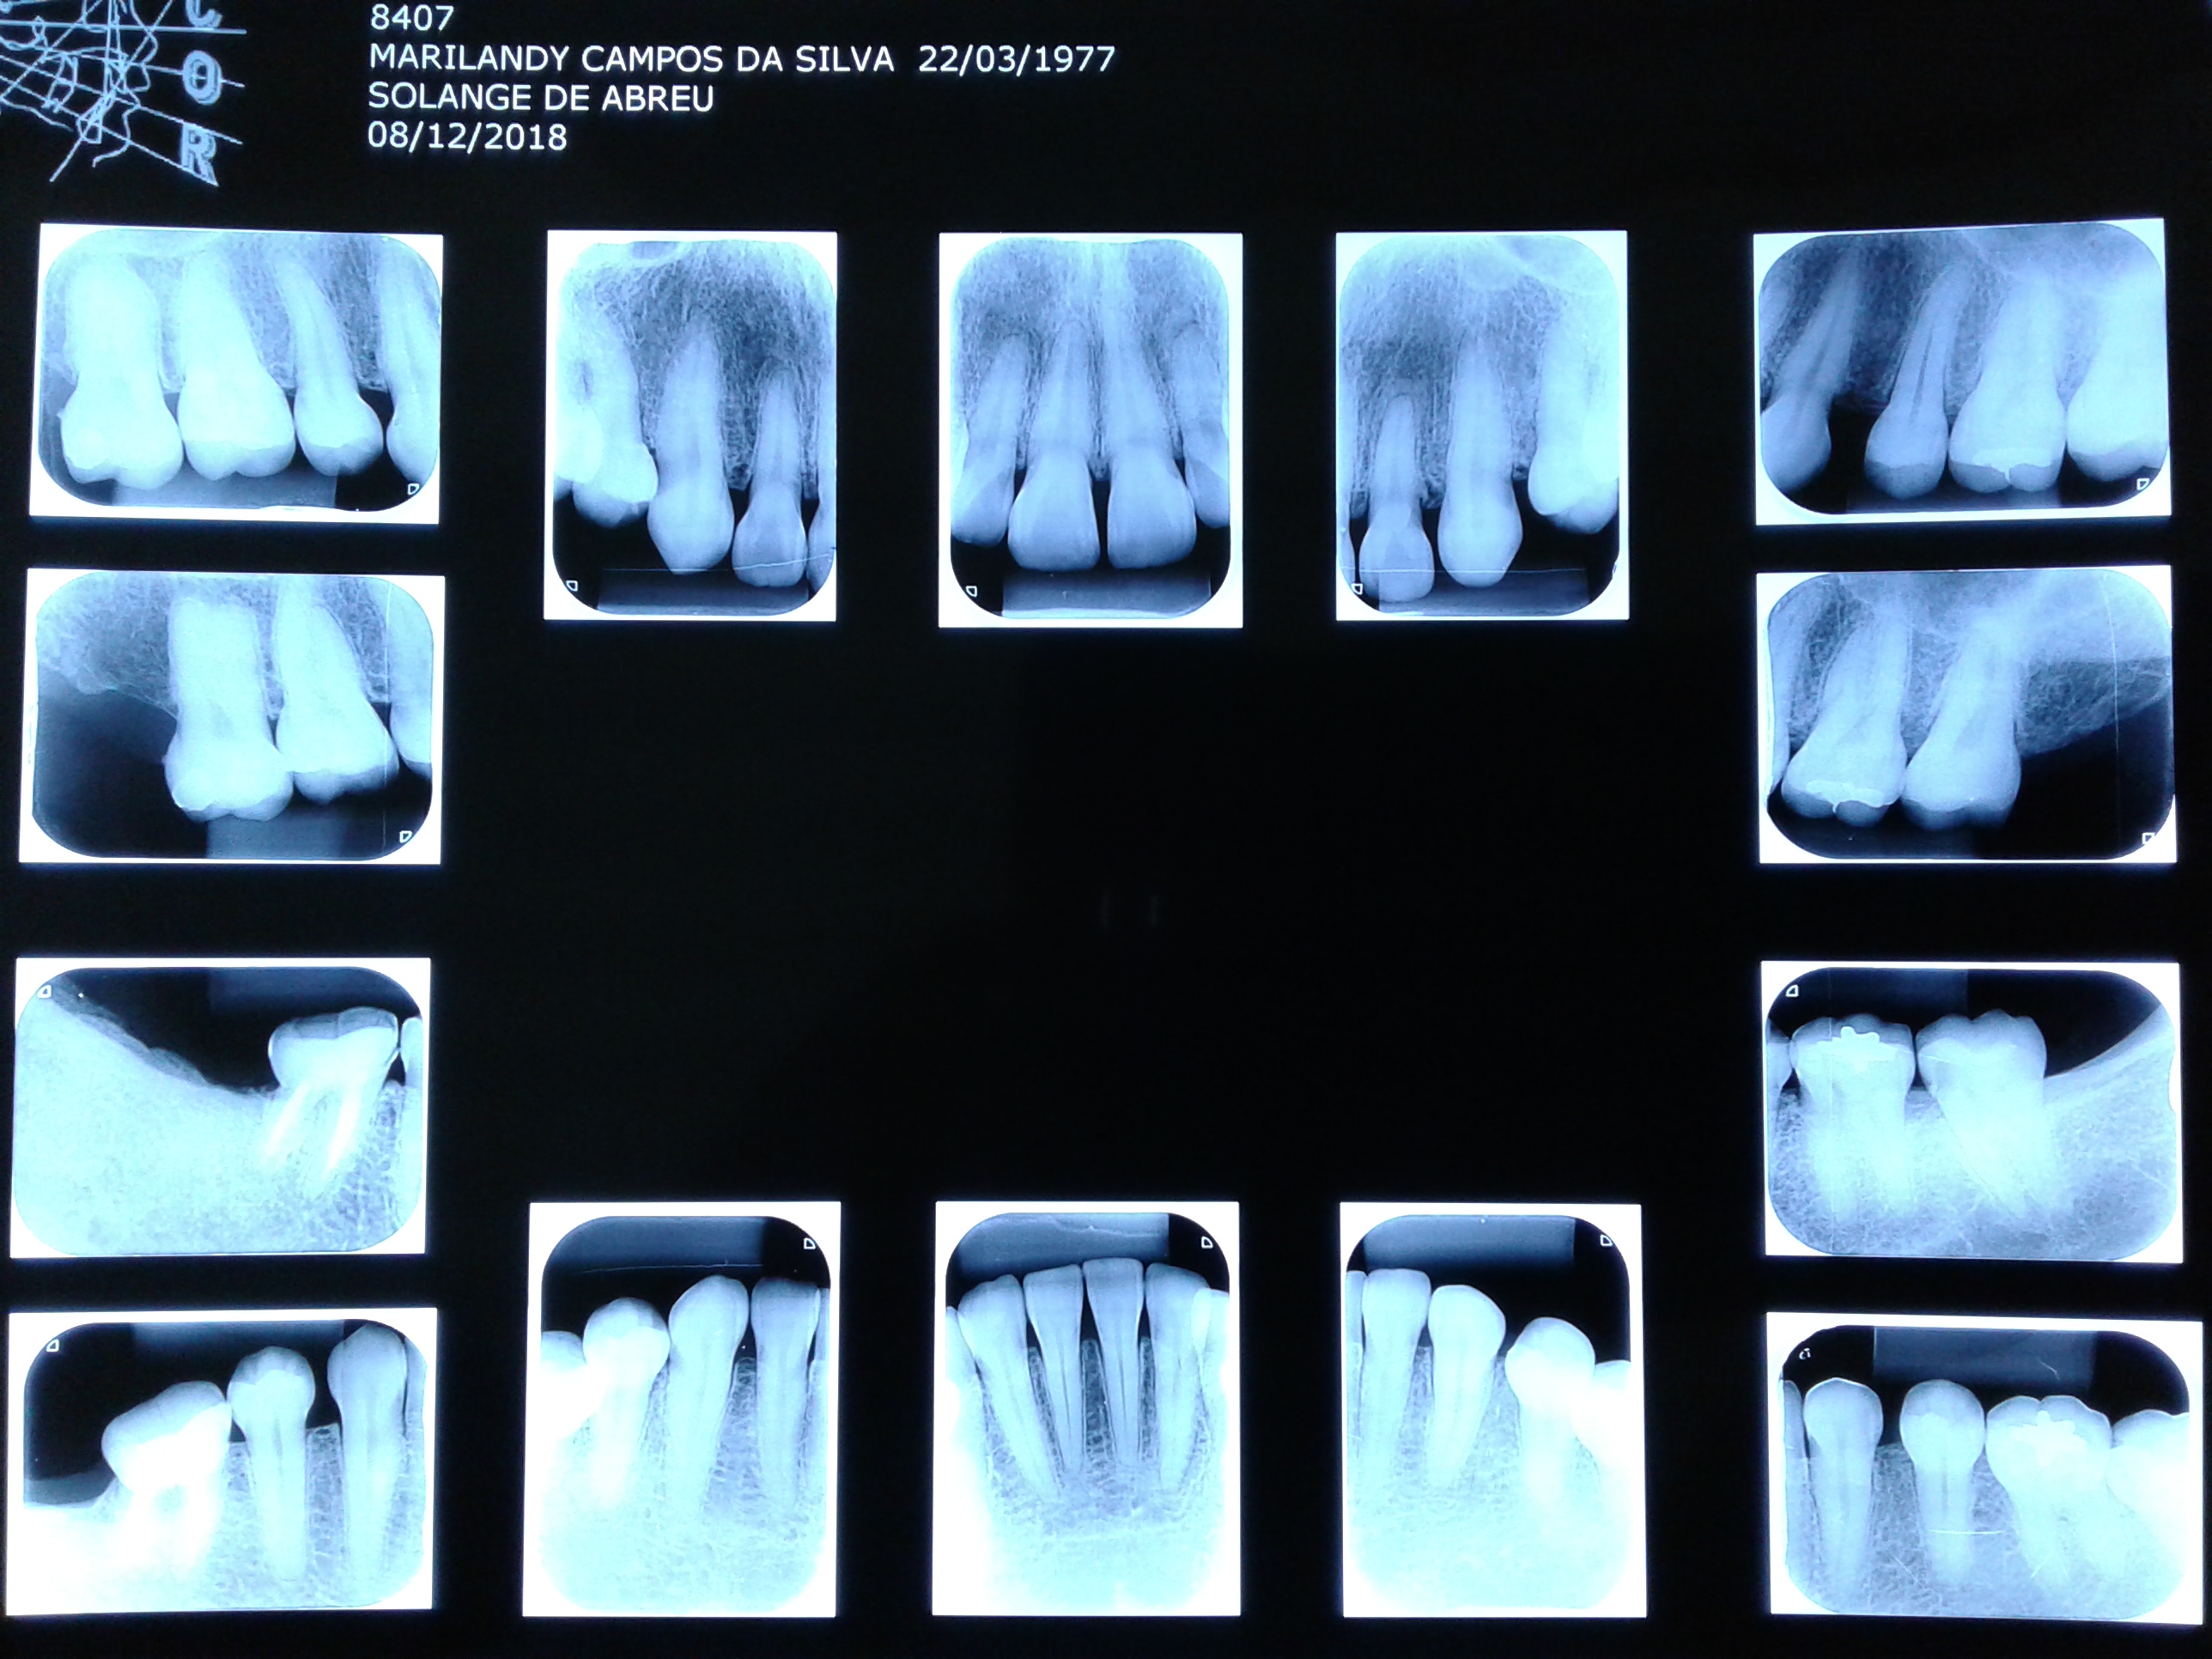 C
O
R
8407
MARILANDY CAMPOS DA SILVA 22/03/1977
SOLANGE DE ABREU
08/12/2018